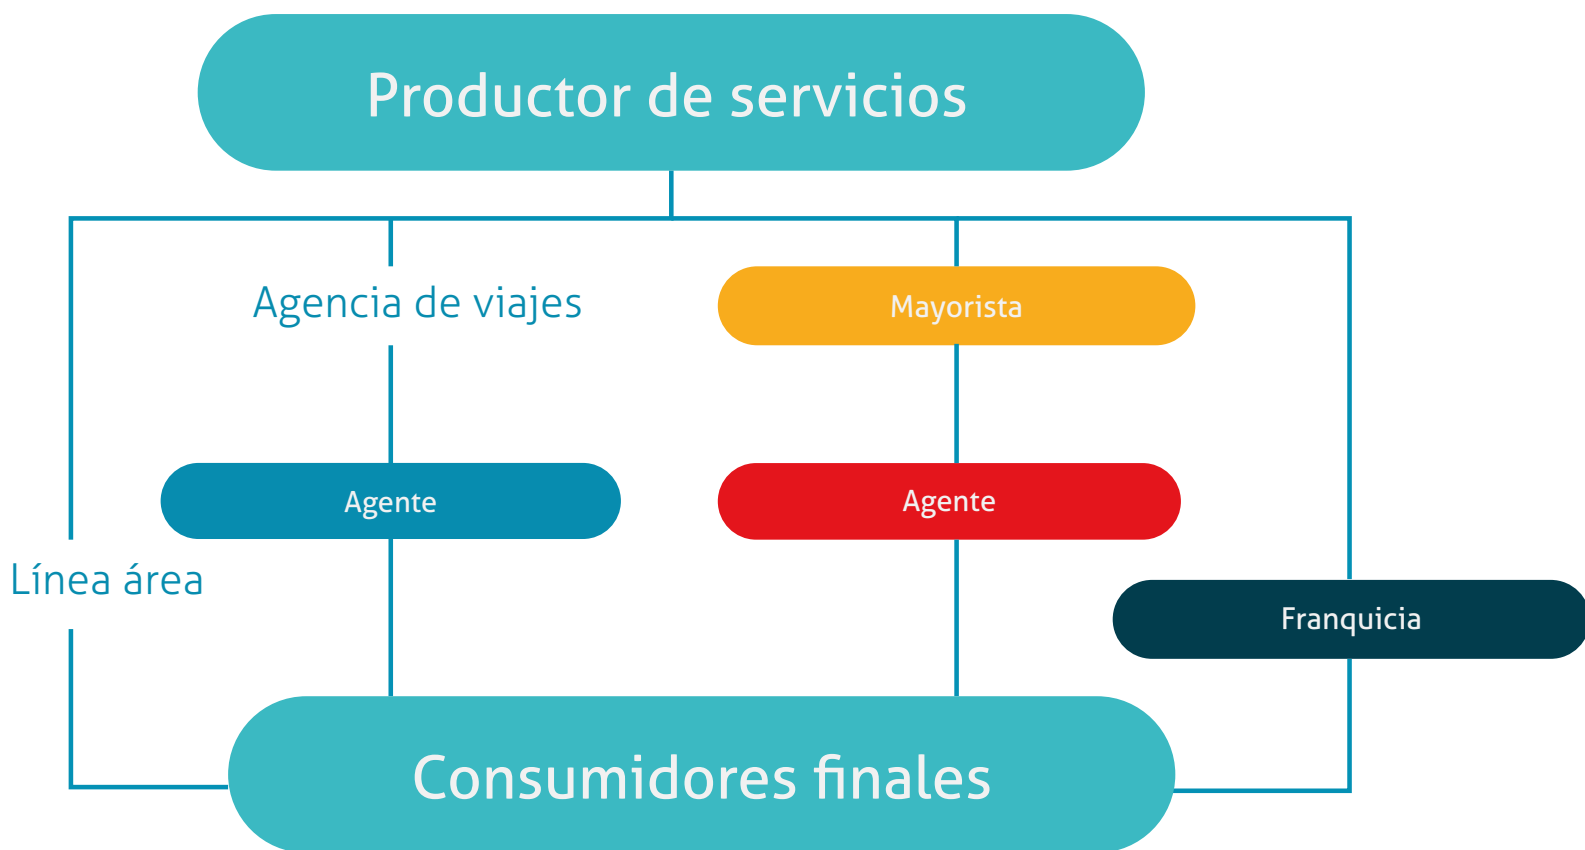 Productor de servicios
Agencia de viajes
Mayorista
Agente
Agente
Línea área
Franquicia
Consumidores finales